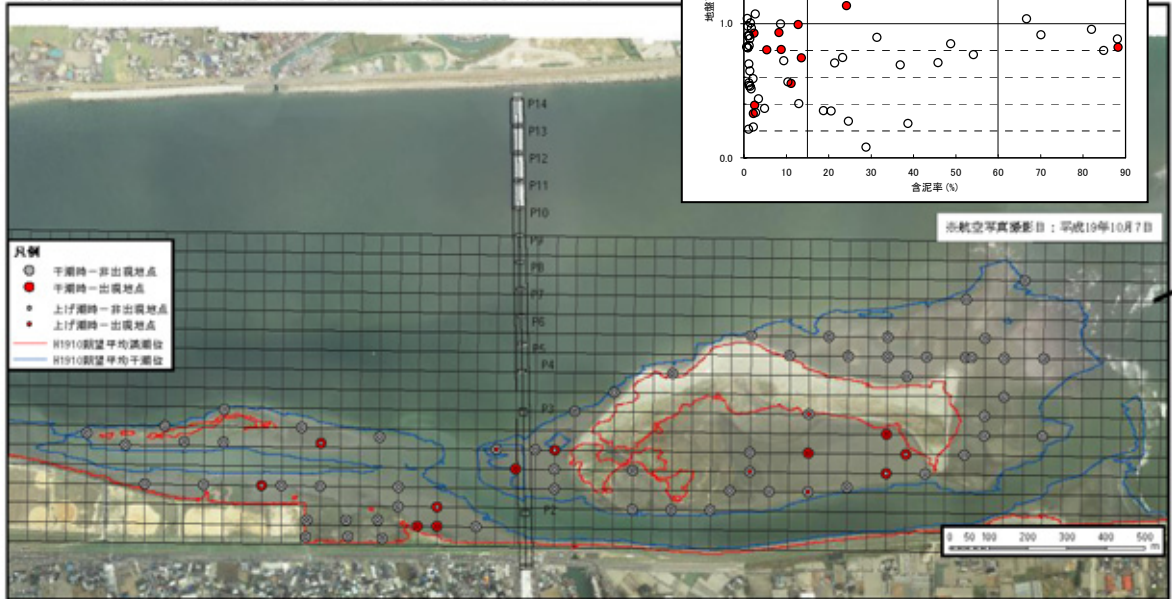 地盤
1.0
0.0
0 10 20 30 40 50 60 70 80 90
含泥率(%)
※航空写真撮影日：平成19年10月7日
P14
P13
P12
P11
P10
P9
P8
P7
P6
P5
P4
P3
P2
凡例
干潮時－非出現地点
干潮時－出現地点
上げ潮時－非出現地点
上げ潮時－出現地点
H1910朔望平均満潮位
H1910朔望平均干潮位
0 50 100 200 300 400 500
m